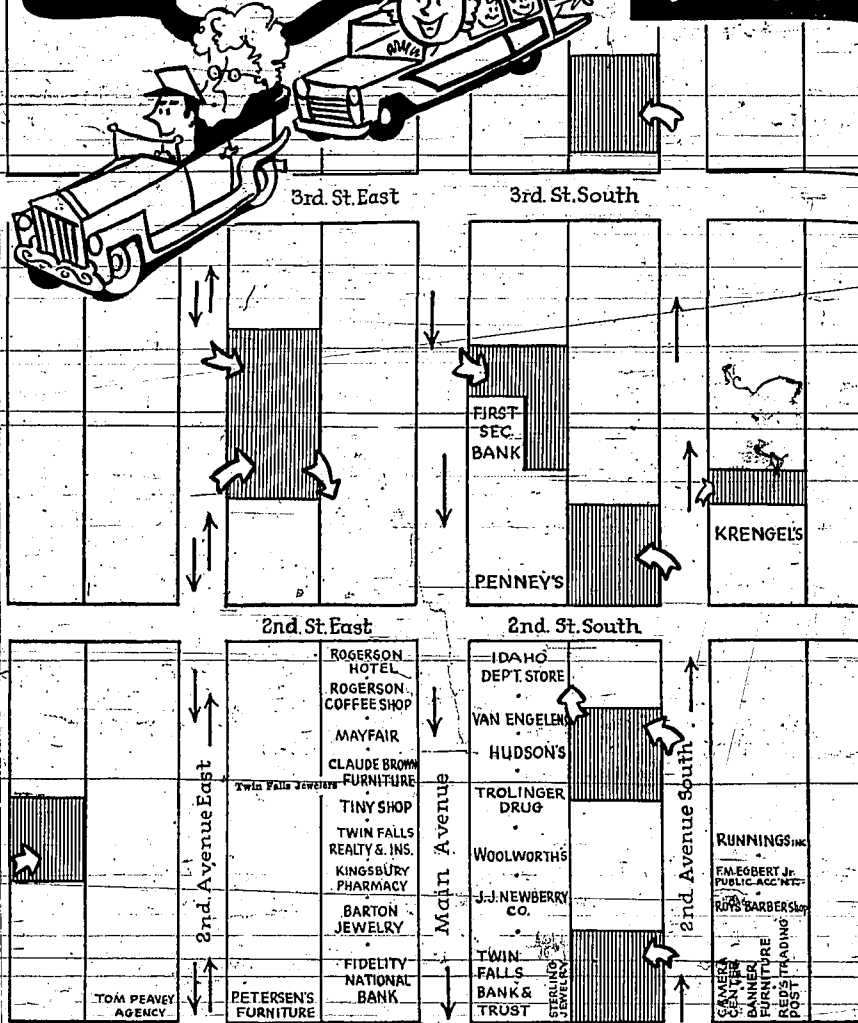 3rd. St. East
3rd. St. South
FIRST
SEC.
BANK
PENNEY'S
KRENGEL'S
2nd. St. East
2nd. St. South
2nd. Avenue East
ROGERSON
HOTEL
ROGERSON
COFFEE SHOP
MAYFAIR
CLAUDE BROWN
FURNITURE
Twin Falls Jewelers
TINY SHOP
TWIN FALLS
REALTY & INS.
KINGSBURY
PHARMACY
BARTON
JEWELRY
FIDELITY
NATIONAL
BANK
TOM PEAVEY
AGENCY
PETERSEN'S
FURNITURE
Main Avenue
IDAHO
DEP'T. STORE
VAN ENGELENS
HUDSON'S
TROLINGER
DRUG
WOOLWORTH'S
J.J. NEWBERRY
CO.
TWIN
FALLS
BANK &
TRUST
STERLING
JEWELRY
2nd. Avenue South
RUNNINGS INC.
F.M. EGBERT Jr.
PUBLIC ACC'NT.
ROYS BARBER Shop
CAMERA
CENTER
BANNER
FURNITURE
RED'S TRADING
POST